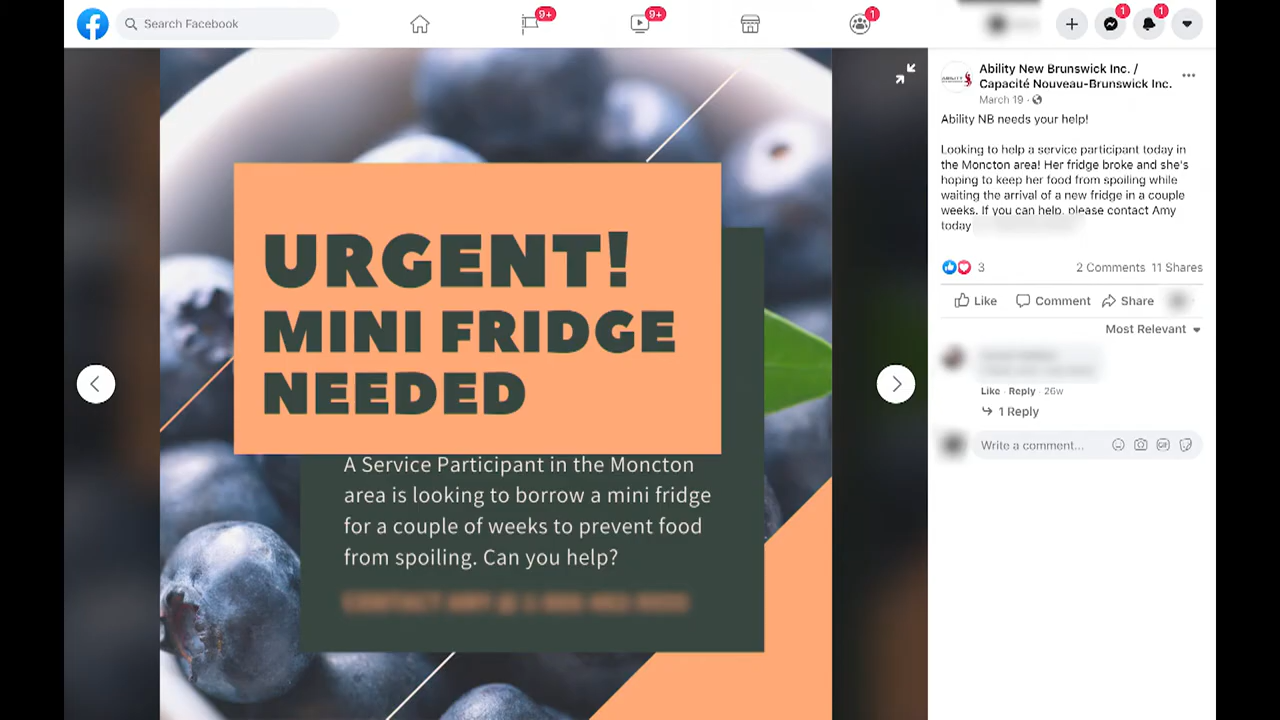 Search Facebook
9+
9+
1
1
1
URGENT!
MINI FRIDGE
NEEDED
A Service Participant in the Moncton
area is looking to borrow a mini fridge
for a couple of weeks to prevent food
from spoiling. Can you help?
Ability New Brunswick Inc. /
Capacité Nouveau-Brunswick Inc.
March 19 ·
Ability NB needs your help!
Looking to help a service participant today in
the Moncton area! Her fridge broke and she's
hoping to keep her food from spoiling while
waiting the arrival of a new fridge in a couple
weeks. If you can help, please contact Amy
today
3
2 Comments 11 Shares
Like Comment Share
Most Relevant
Like · Reply · 26w
1 Reply
Write a comment...
GIF